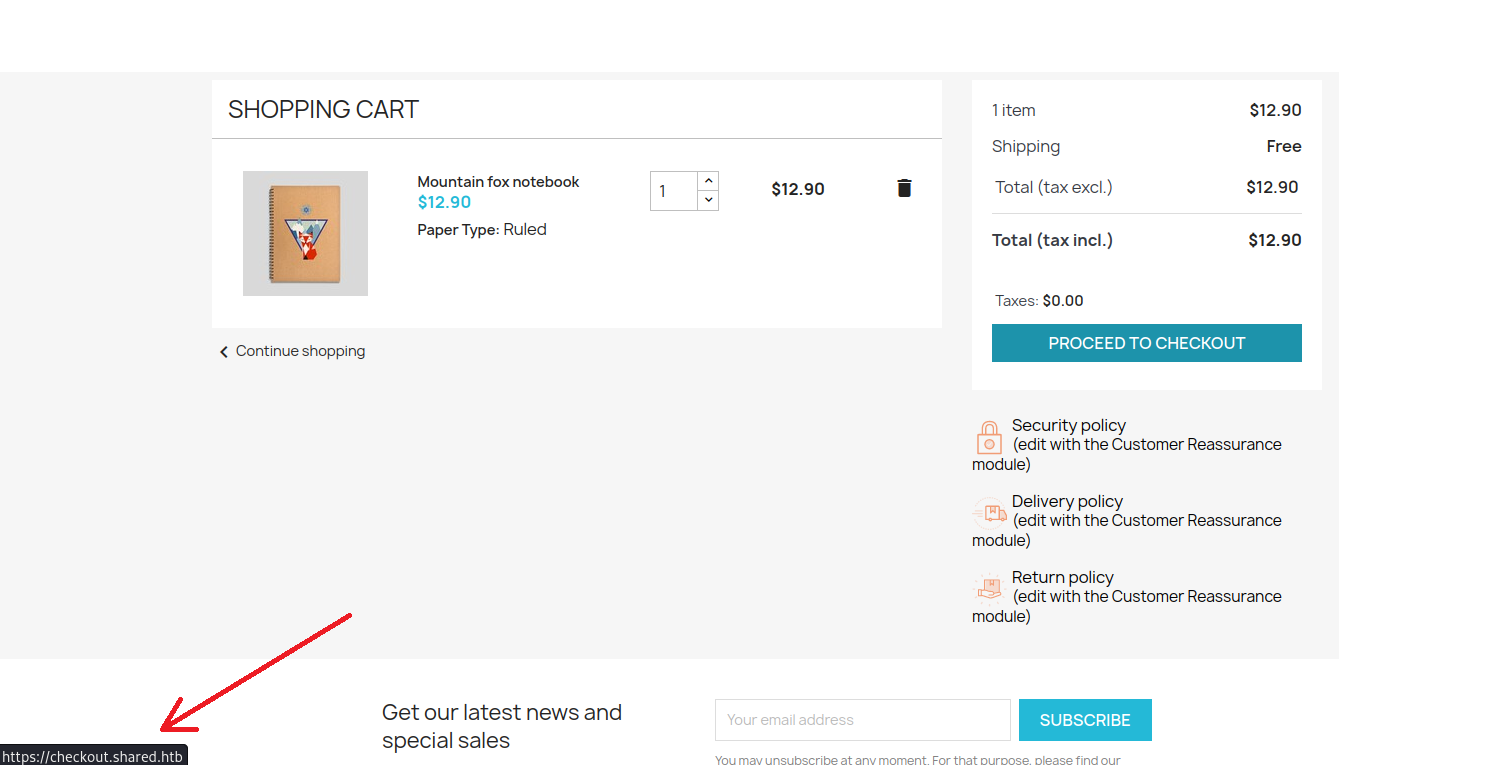 SHOPPING CART
Mountain fox notebook
$12.90
Paper Type: Ruled
1
$12.90
Continue shopping
1 item $12.90
Shipping Free
Total (tax excl.) $12.90
Total (tax incl.) $12.90
Taxes: $0.00
PROCEED TO CHECKOUT
Security policy
(edit with the Customer Reassurance
module)
Delivery policy
(edit with the Customer Reassurance
module)
Return policy
(edit with the Customer Reassurance
module)
Get our latest news and
special sales
Your email address
SUBSCRIBE
You may unsubscribe at any moment. For that purpose, please find our
https://checkout.shared.htb